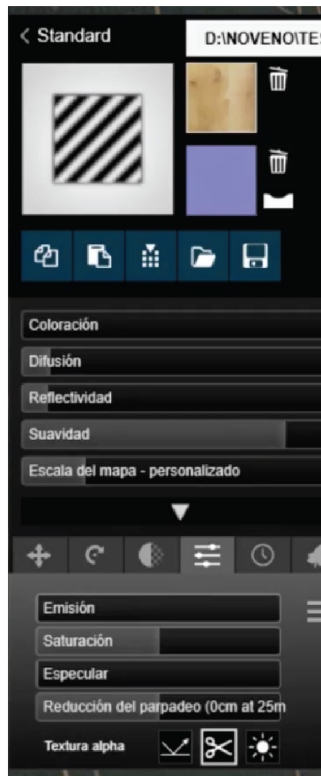 Standard
D:\NOVENO\TES
Coloración
Difusión
Reflectividad
Suavidad
Escala del mapa - personalizado
Emisión
Saturación
Especular
Reducción del parpadeo (0cm at 25m
Textura alpha